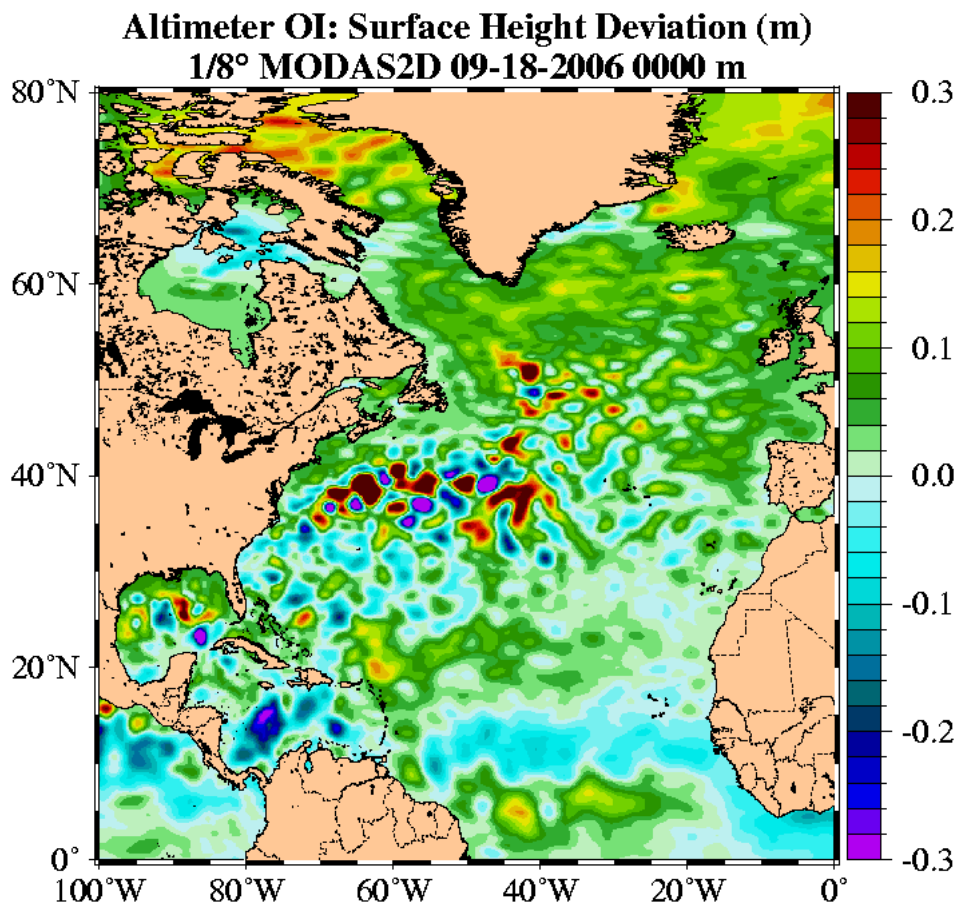 Altimeter OI: Surface Height Deviation (m)
1/8° MODAS2D 09-18-2006 0000 m
80°N
60°N
40°N
20°N
0°
100°W
80°W
60°W
40°W
20°W
0°
0.3
0.2
0.1
0.0
-0.1
-0.2
-0.3